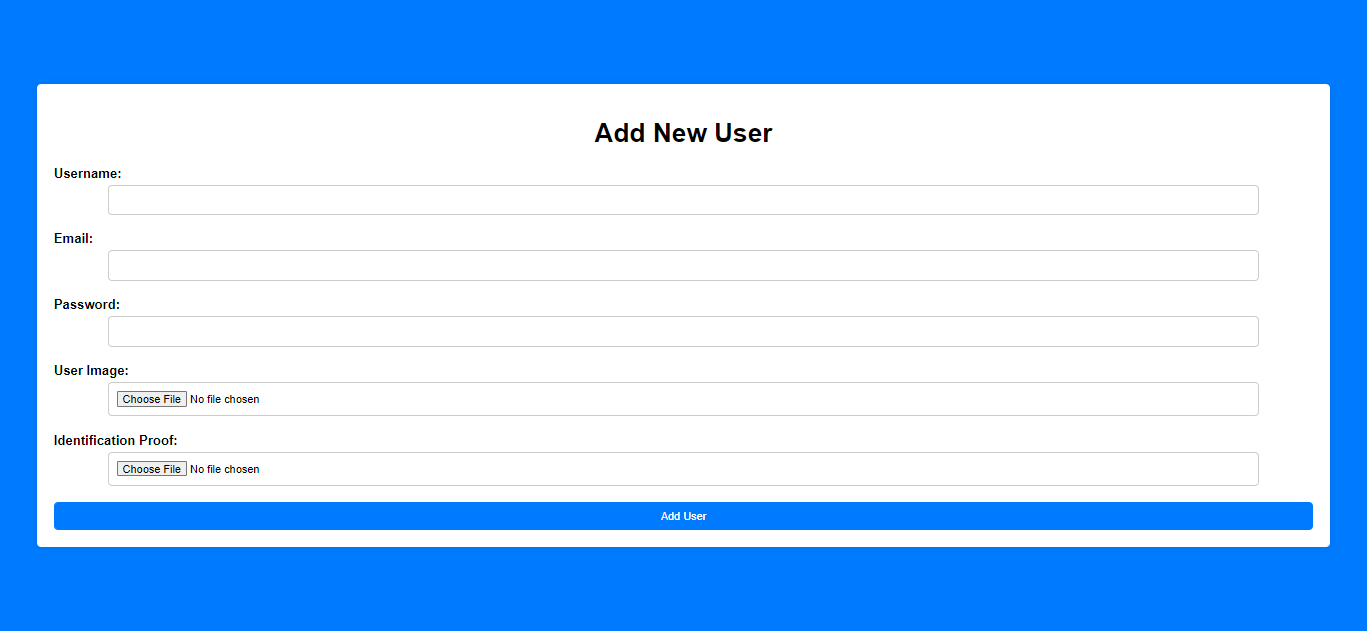 Add New User
Username:
Email:
Password:
User Image:
Choose File No file chosen
Identification Proof:
Choose File No file chosen
Add User